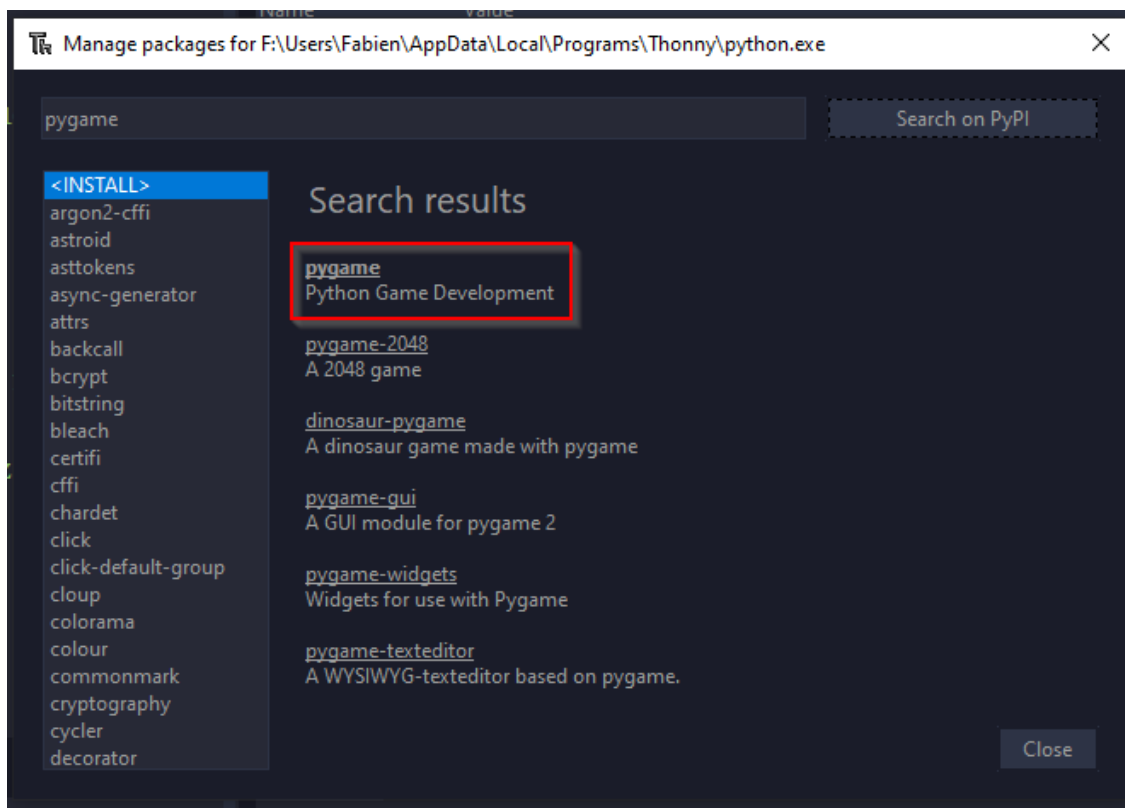 Name Value
Manage packages for F:\Users\Fabien\AppData\Local\Programs\Thonny\python.exe
pygame
Search on PyPI
<INSTALL>
argon2-cffi
astroid
asttokens
async-generator
attrs
backcall
bcrypt
bitstring
bleach
certifi
cffi
chardet
click
click-default-group
cloup
colorama
colour
commonmark
cryptography
cycler
decorator
Search results
pygame
Python Game Development
pygame-2048
A 2048 game
dinosaur-pygame
A dinosaur game made with pygame
pygame-gui
A GUI module for pygame 2
pygame-widgets
Widgets for use with Pygame
pygame-texteditor
A WYSIWYG-texteditor based on pygame.
Close